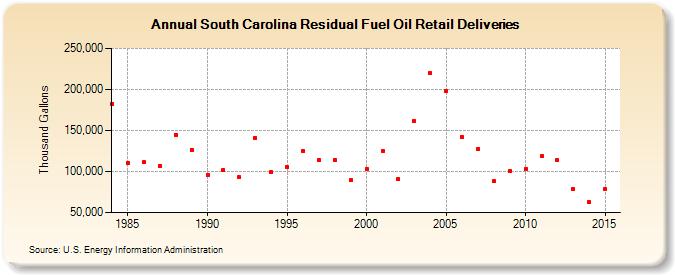 Annual South Carolina Residual Fuel Oil Retail Deliveries
Thousand Gallons
250,000
200,000
150,000
100,000
50,000
1985 1990 1995 2000 2005 2010 2015
Source: U.S. Energy Information Administration